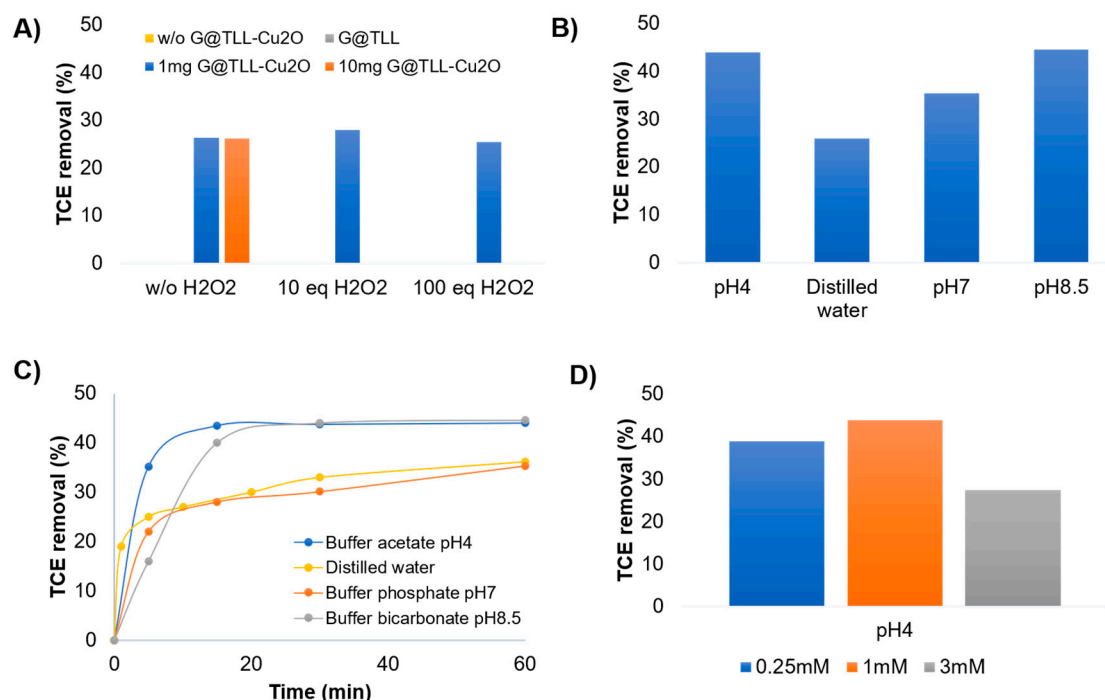 A)
TCE removal (%)
50
40
30
20
10
0
w/o G@TLL-Cu2O
G@TLL
1mg G@TLL-Cu2O
10mg G@TLL-Cu2O
w/o H2O2
10 eq H2O2
100 eq H2O2
B)
TCE removal (%)
50
40
30
20
10
0
pH4
Distilled
water
pH7
pH8.5
C)
TCE removal (%)
50
40
30
20
10
0
Buffer acetate pH4
Distilled water
Buffer phosphate pH7
Buffer bicarbonate pH8.5
0
20
40
60
Time (min)
D)
TCE removal (%)
50
40
30
20
10
0
pH4
0.25mM
1mM
3mM